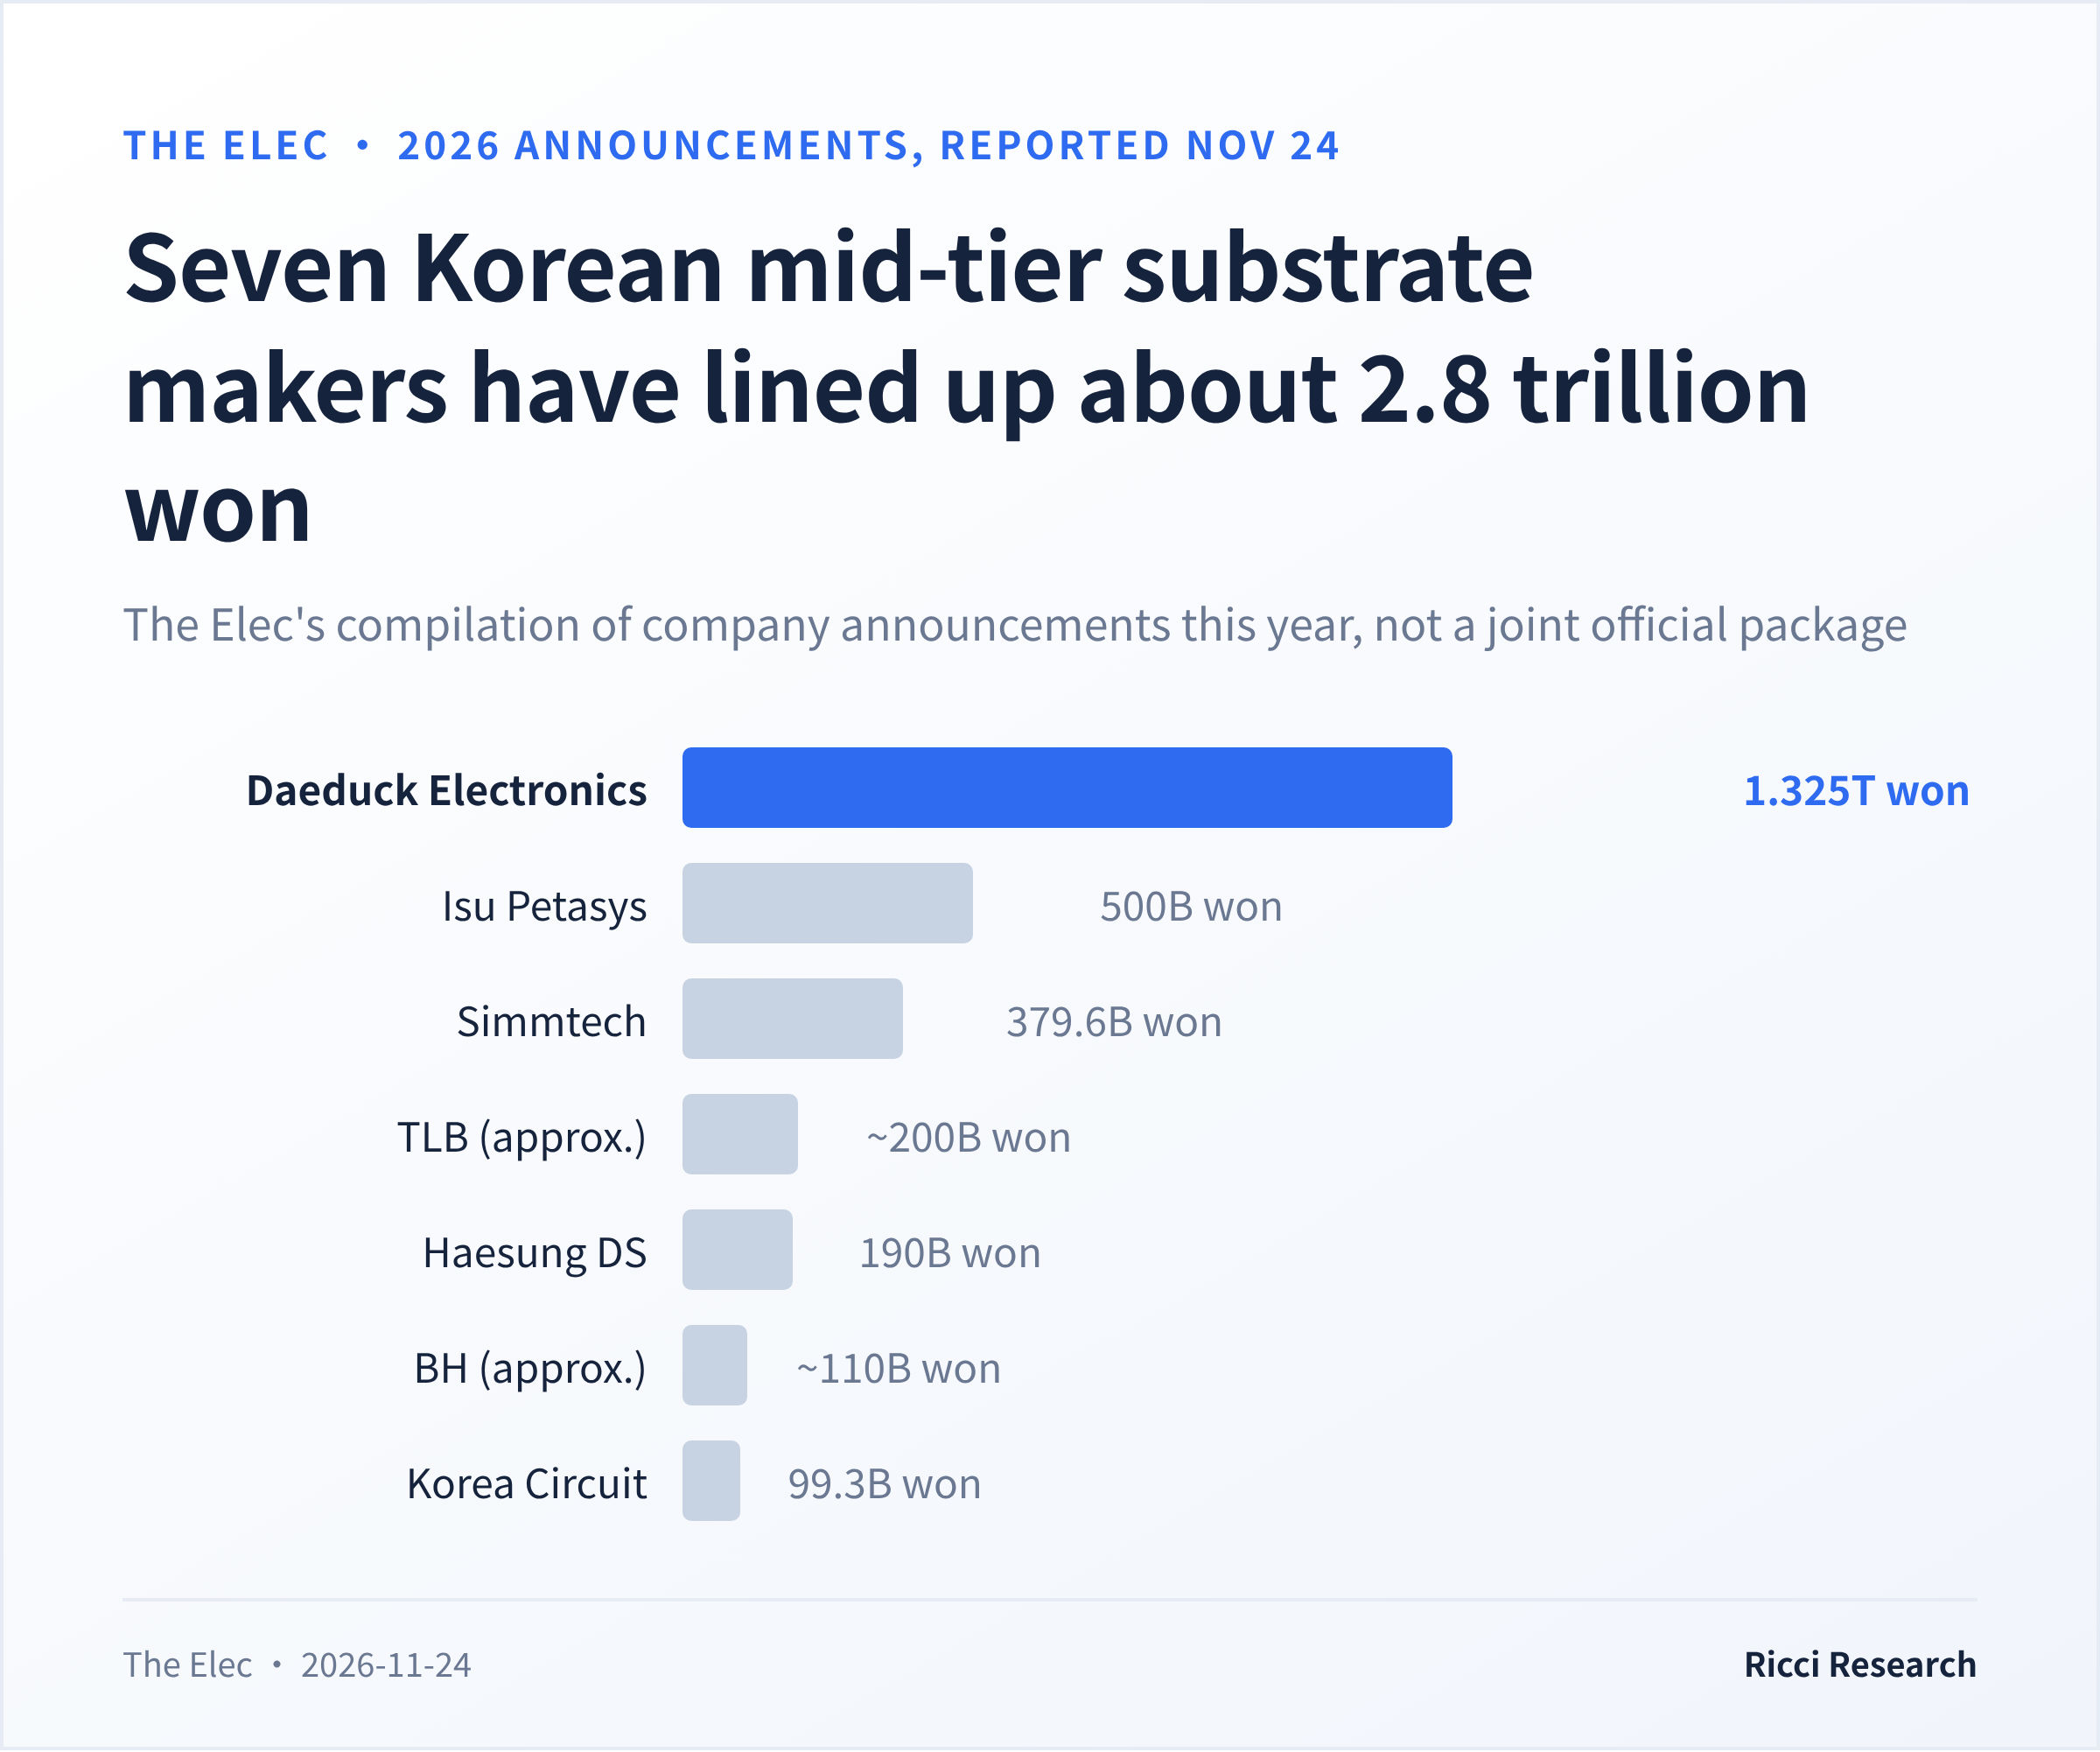 THE ELEC • 2026 ANNOUNCEMENTS, REPORTED NOV 24
Seven Korean mid-tier substrate
makers have lined up about 2.8 trillion
won
The Elec's compilation of company announcements this year, not a joint official package
Daeduck Electronics 1.325T won
Isu Petasys 500B won
Simmtech 379.6B won
TLB (approx.) ~200B won
Haesung DS 190B won
BH (approx.) ~110B won
Korea Circuit 99.3B won
The Elec • 2026-11-24 Ricci Research